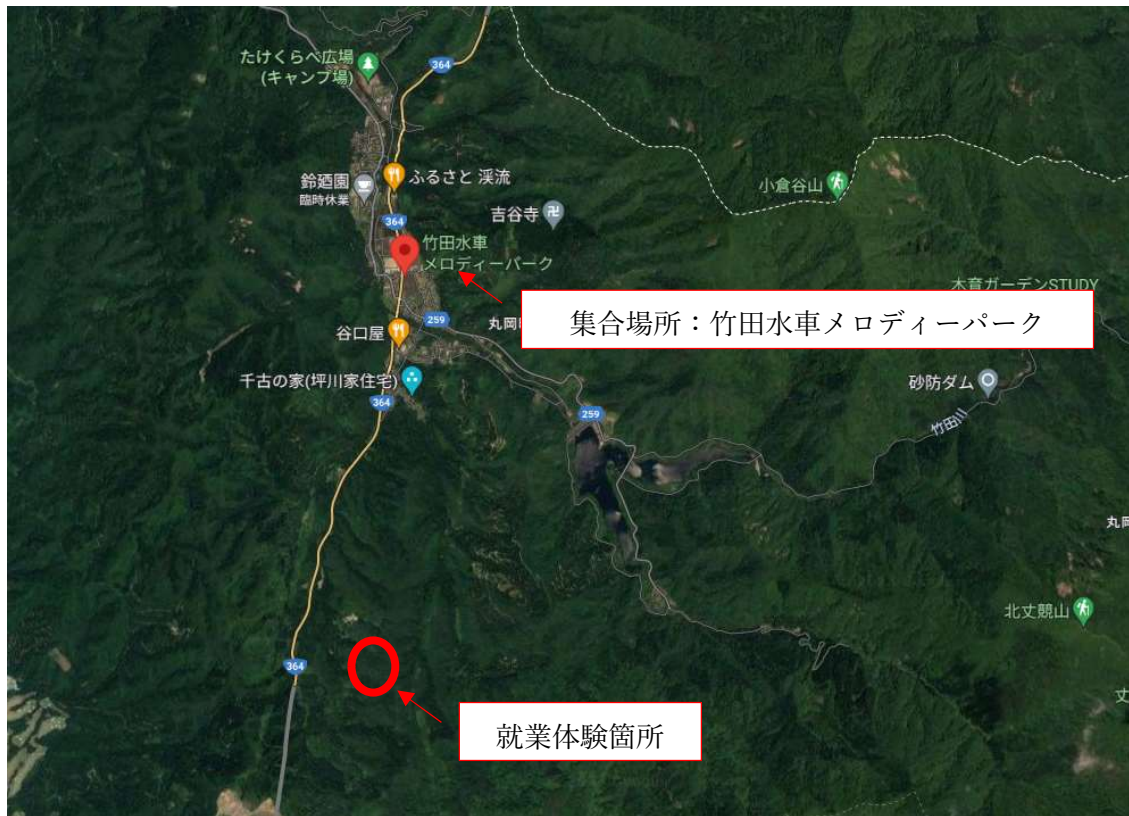 たけくらべ広場
(キャンプ場)
364
鈴廼園
臨時休業
ふるさと 渓流
364
吉谷寺
小倉谷山
竹田水車
メロディーパーク
木育ガーデンSTUDY
集合場所：竹田水車メロディーパーク
259
丸岡
谷口屋
千古の家(坪川家住宅)
364
砂防ダム
259
竹田川
丸岡
北丈競山
364
就業体験箇所
丈